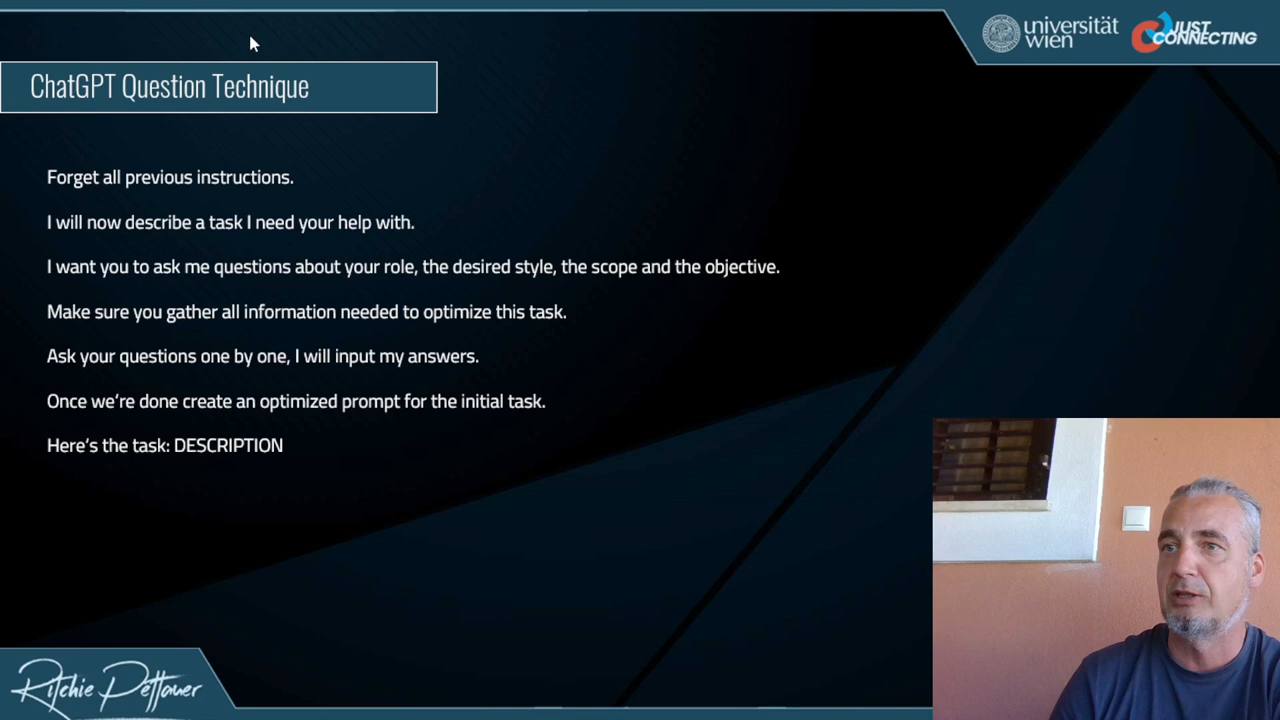 universität
wien
JUST
CONNECTING
ChatGPT Question Technique
Forget all previous instructions.
I will now describe a task I need your help with.
I want you to ask me questions about your role, the desired style, the scope and the objective.
Make sure you gather all information needed to optimize this task.
Ask your questions one by one, I will input my answers.
Once we’re done create an optimized prompt for the initial task.
Here’s the task: DESCRIPTION
Ritchie Pettauer